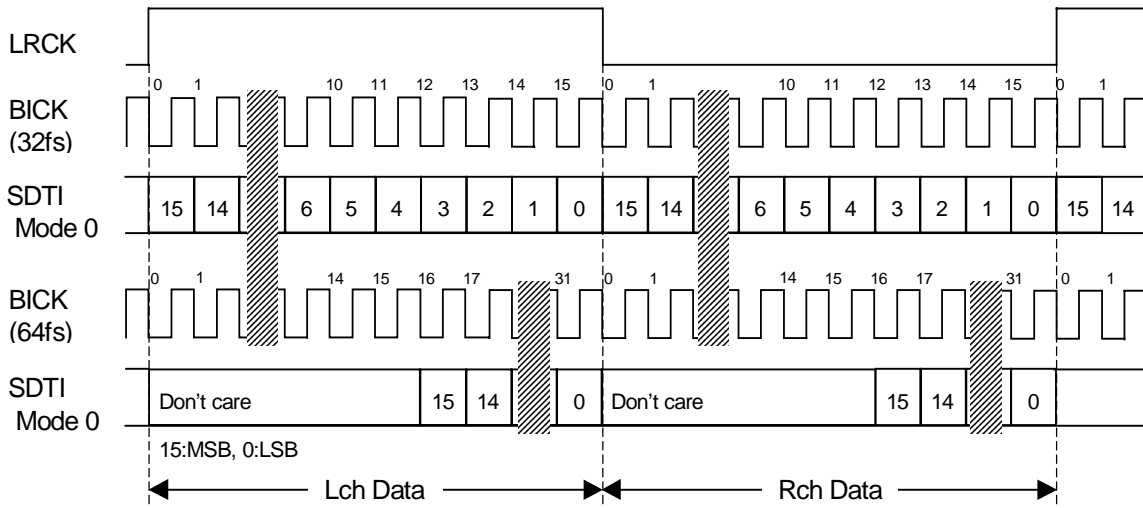 LRCK
0 1 10 11 12 13 14 15 0 1 10 11 12 13 14 15 0 1
BICK
(32fs)
SDTI
Mode 0
15 14 6 5 4 3 2 1 0 15 14 6 5 4 3 2 1 0 15 14
0 1 14 15 16 17 31 0 1 14 15 16 17 31 0 1
BICK
(64fs)
SDTI
Mode 0
Don't care 15 14 0 Don't care 15 14 0
15:MSB, 0:LSB
Lch Data Rch Data